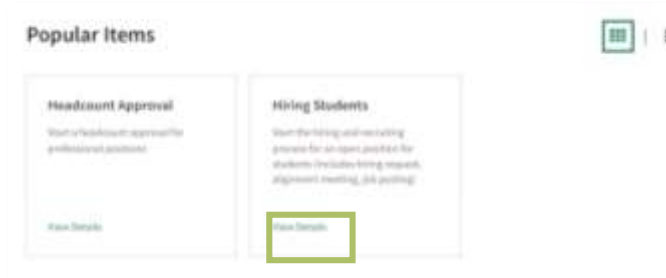 Popular Items
Headcount Approval
Start a headcount approval for
professional positions
View Details
Hiring Students
Start the hiring and recruiting
process for an open position for
students (includes hiring request,
alignment meeting, job posting)
View Details